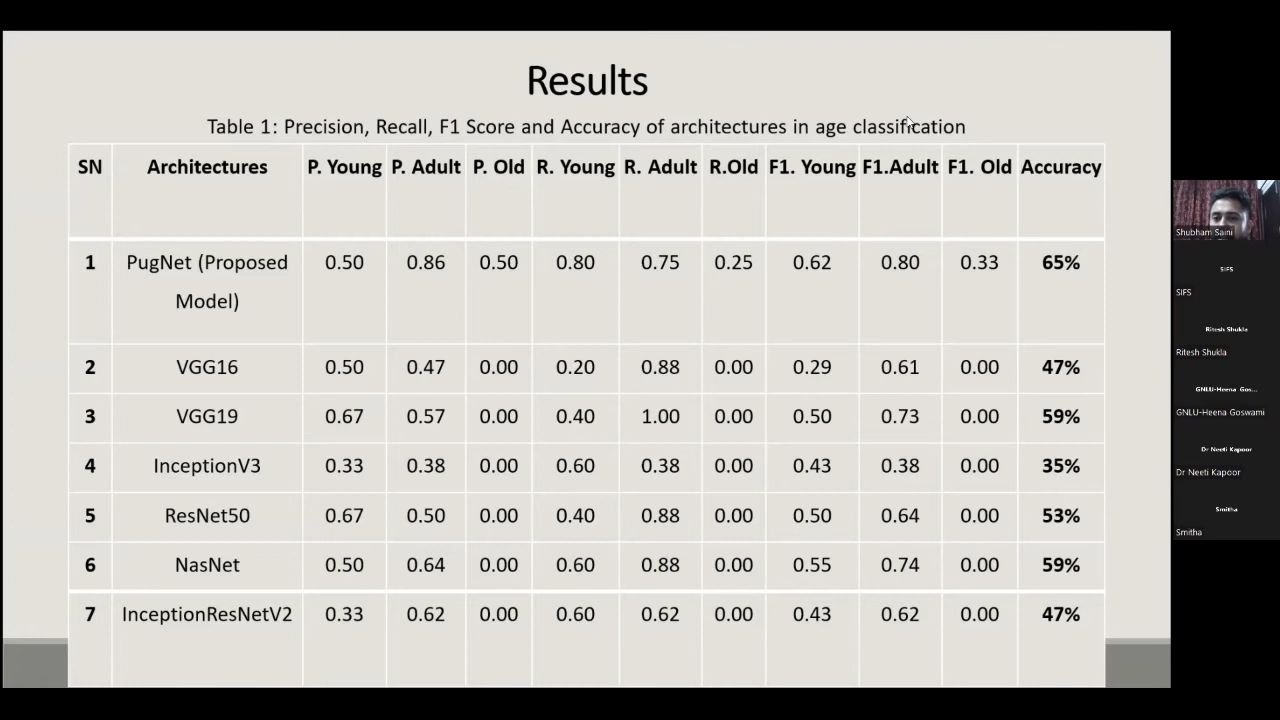 Results
Table 1: Precision, Recall, F1 Score and Accuracy of architectures in age classification
SN Architectures P. Young P. Adult P. Old R. Young R. Adult R.Old F1. Young F1.Adult F1. Old Accuracy
1 PugNet (Proposed 0.50 0.86 0.50 0.80 0.75 0.25 0.62 0.80 0.33 65%
Model)
2 VGG16 0.50 0.47 0.00 0.20 0.88 0.00 0.29 0.61 0.00 47%
3 VGG19 0.67 0.57 0.00 0.40 1.00 0.00 0.50 0.73 0.00 59%
4 InceptionV3 0.33 0.38 0.00 0.60 0.38 0.00 0.43 0.38 0.00 35%
5 ResNet50 0.67 0.50 0.00 0.40 0.88 0.00 0.50 0.64 0.00 53%
6 NasNet 0.50 0.64 0.00 0.60 0.88 0.00 0.55 0.74 0.00 59%
7 InceptionResNetV2 0.33 0.62 0.00 0.60 0.62 0.00 0.43 0.62 0.00 47%
Shubham Saini
SIFS
SIFS
Ritesh Shukla
Ritesh Shukla
GNLU-Heena Gos...
GNLU-Heena Goswami
Dr Neeti Kapoor
Dr Neeti Kapoor
Smitha
Smitha